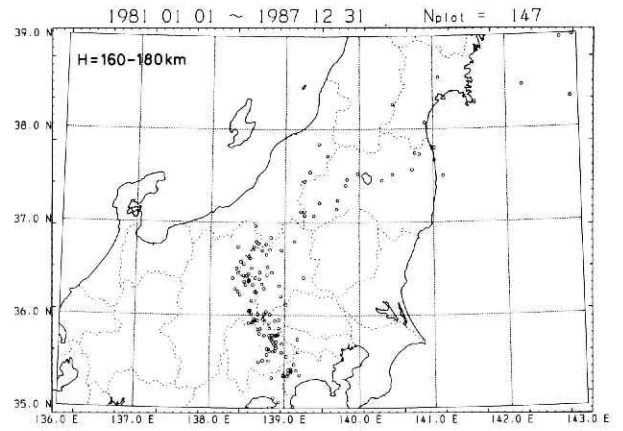 1981 01 01 ~ 1987 12 31 Nplot = 147
39.0 N
H=160-180km
38.0 N
37.0 N
36.0 N
35.0 N
136.0 E 137.0 E 138.0 E 139.0 E 140.0 E 141.0 E 142.0 E 143.0 E